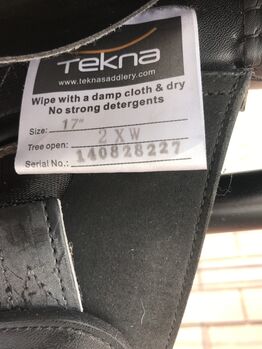 TEKNA
www.teknasaddlery.com
Wipe with a damp cloth & dry
No strong detergents
Size: 17"
Tree open: 2XW
Serial No.: 140828227